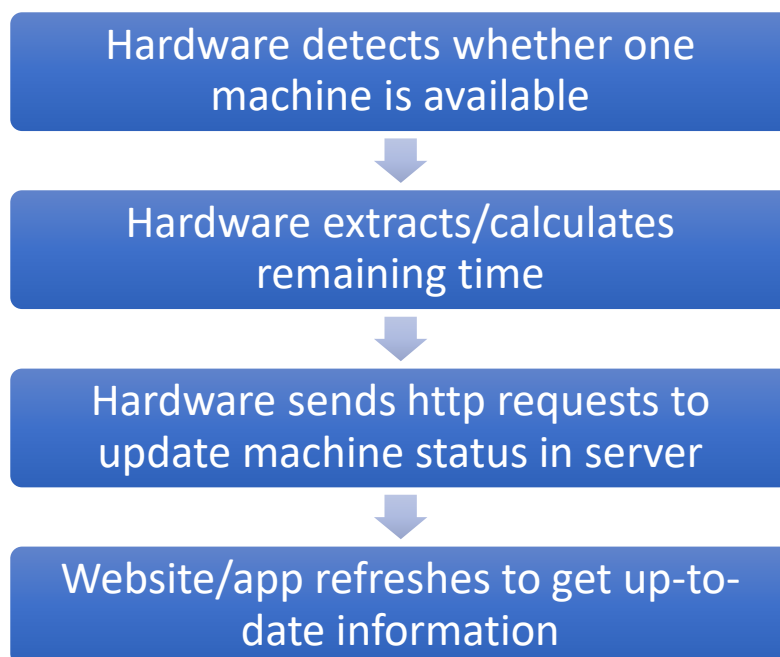 Hardware detects whether one
machine is available
Hardware extracts/calculates
remaining time
Hardware sends http requests to
update machine status in server
Website/app refreshes to get up-to-
date information